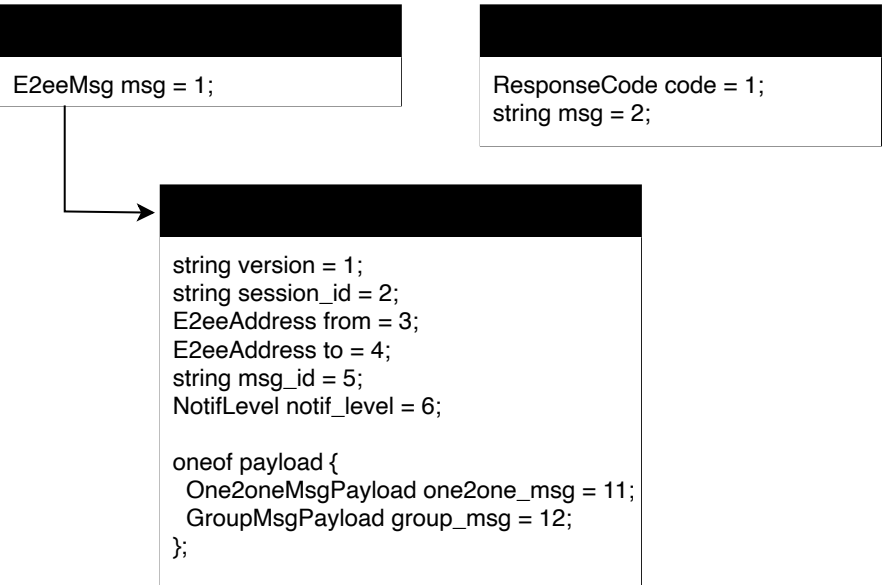 E2eeMsg msg = 1;
ResponseCode code = 1;
string msg = 2;
string version = 1;
string session_id = 2;
E2eeAddress from = 3;
E2eeAddress to = 4;
string msg_id = 5;
NotifLevel notif_level = 6;
oneof payload {
One2oneMsgPayload one2one_msg = 11;
GroupMsgPayload group_msg = 12;
};